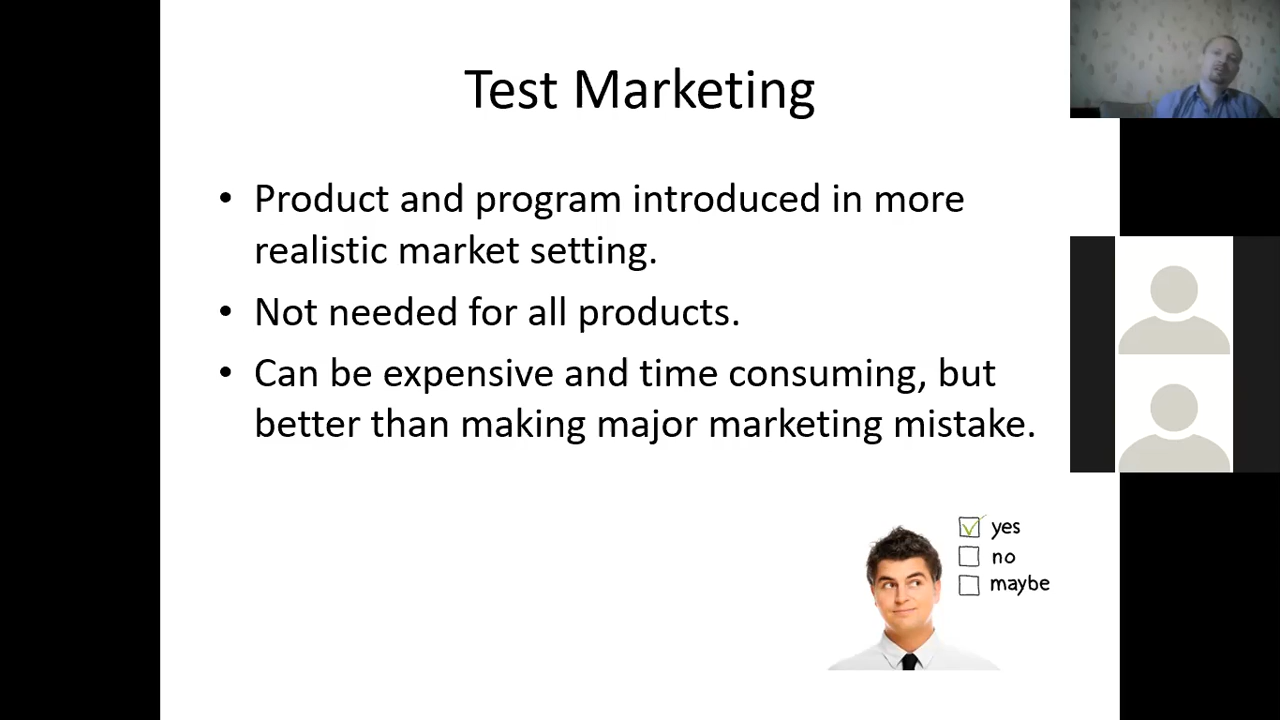 Test Marketing
• Product and program introduced in more
realistic market setting.
• Not needed for all products.
• Can be expensive and time consuming, but
better than making major marketing mistake.
yes
no
maybe